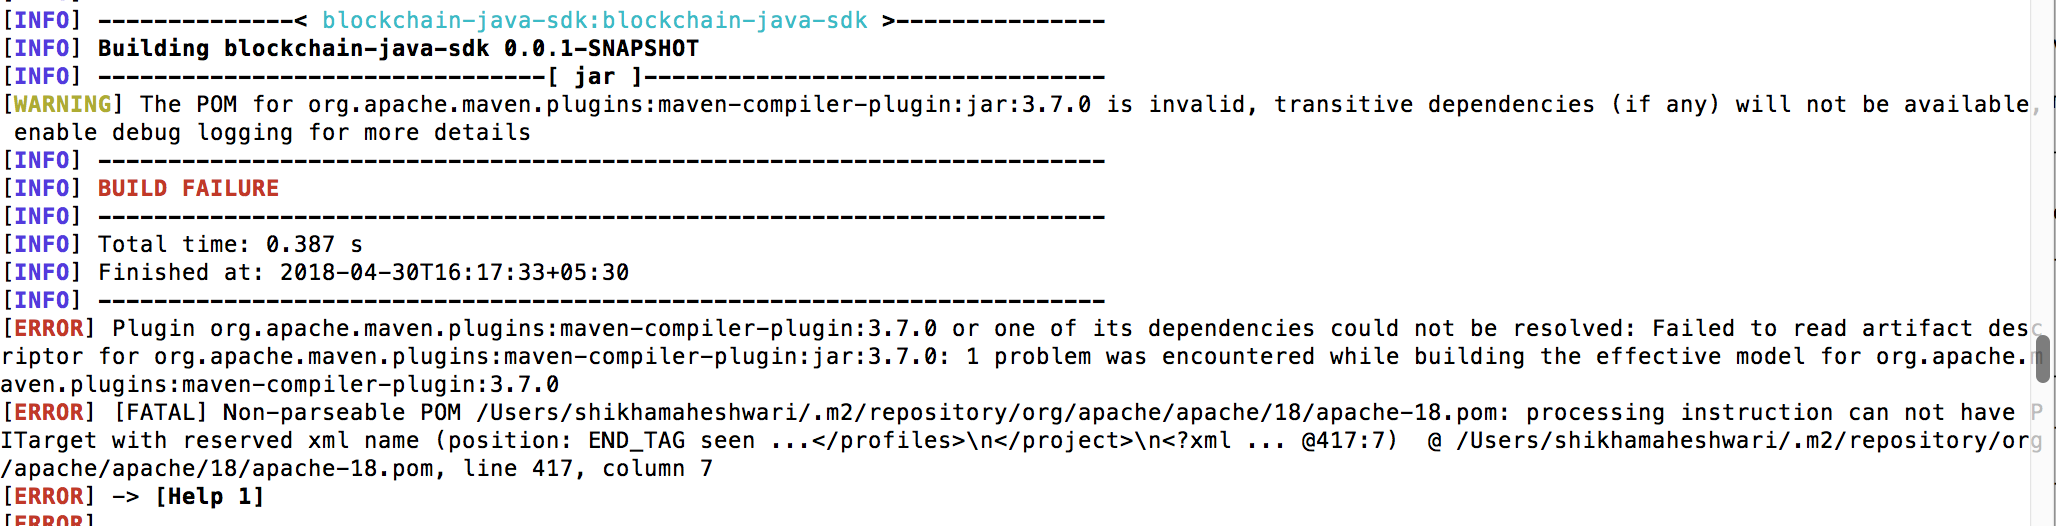 [INFO] --------------< blockchain-java-sdk:blockchain-java-sdk >---------------
[INFO] Building blockchain-java-sdk 0.0.1-SNAPSHOT
[INFO] --------------------------------[ jar ]---------------------------------
[WARNING] The POM for org.apache.maven.plugins:maven-compiler-plugin:jar:3.7.0 is invalid, transitive dependencies (if any) will not be available,
 enable debug logging for more details
[INFO] ------------------------------------------------------------------------
[INFO] BUILD FAILURE
[INFO] ------------------------------------------------------------------------
[INFO] Total time: 0.387 s
[INFO] Finished at: 2018-04-30T16:17:33+05:30
[INFO] ------------------------------------------------------------------------
[ERROR] Plugin org.apache.maven.plugins:maven-compiler-plugin:3.7.0 or one of its dependencies could not be resolved: Failed to read artifact desc
riptor for org.apache.maven.plugins:maven-compiler-plugin:jar:3.7.0: 1 problem was encountered while building the effective model for org.apache.m
aven.plugins:maven-compiler-plugin:3.7.0
[ERROR] [FATAL] Non-parseable POM /Users/shikhamaheshwari/.m2/repository/org/apache/apache/18/apache-18.pom: processing instruction can not have P
ITarget with reserved xml name (position: END_TAG seen ...</profiles>\n</project>\n<?xml ... @417:7)  @ /Users/shikhamaheshwari/.m2/repository/org
/apache/apache/18/apache-18.pom, line 417, column 7
[ERROR] -> [Help 1]
[ERROR]